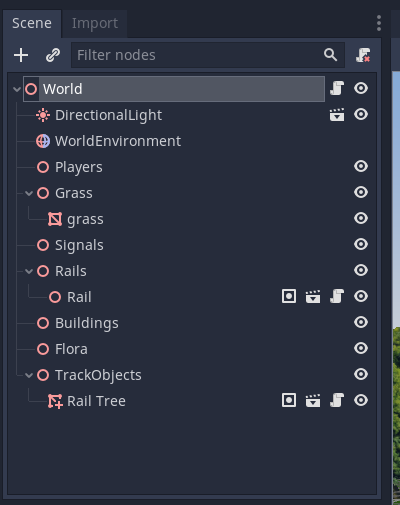 Scene Import
Filter nodes
World
DirectionalLight
WorldEnvironment
Players
Grass
grass
Signals
Rails
Rail
Buildings
Flora
TrackObjects
Rail Tree